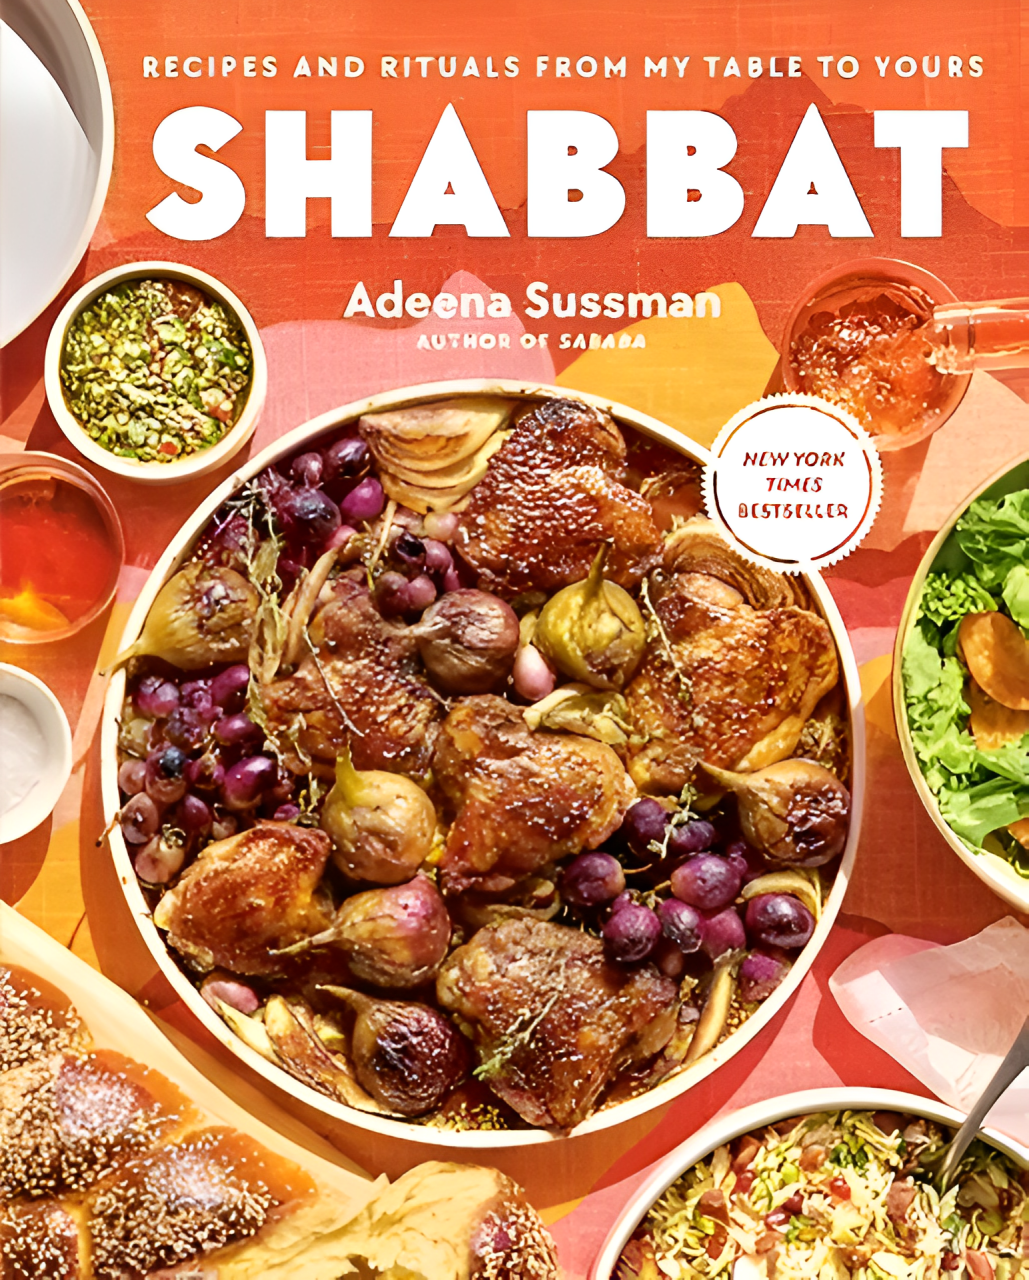 RECIPES AND RITUALS FROM MY TABLE TO YOURS
SHABBAT
Adeena Sussman
AUTHOR OF SABABA
NEW YORK
TIMES
BESTSELLER